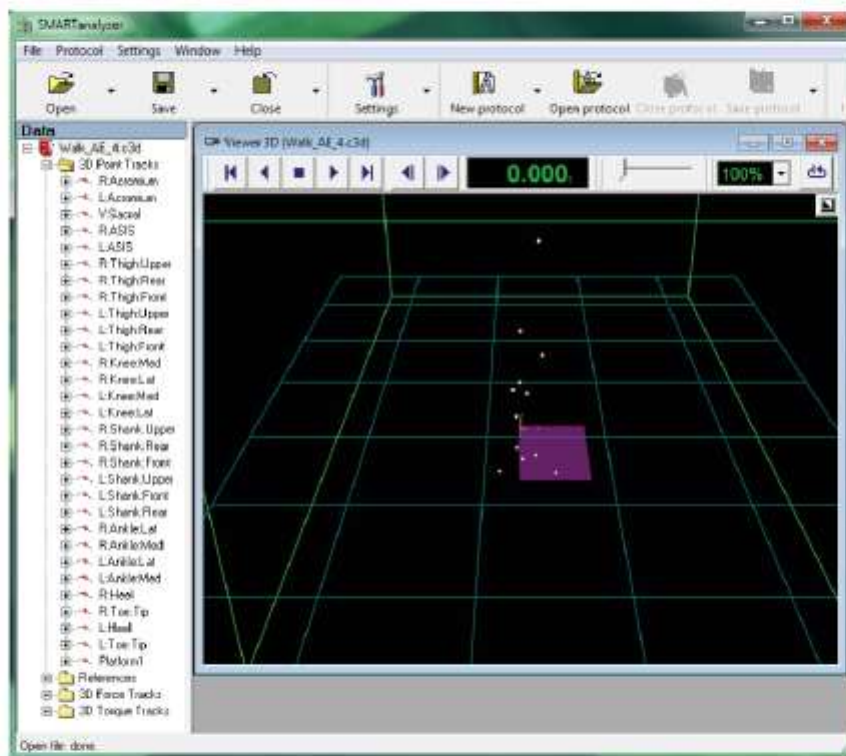 SMARTanalyzer
File Protocol Settings Window Help
Open Save Close Settings New protocol Open protocol Close protocol Save protocol
Data
Walk_AE_4.c3d
3D Point Tracks
R.Acromium
L.Acromium
V.Sacral
R.ASIS
L.ASIS
R.Thigh.Upper
R.Thigh.Rear
R.Thigh.Front
L.Thigh.Upper
L.Thigh.Rear
L.Thigh.Front
R.Knee.Med
R.Knee.Lat
L.Knee.Med
L.Knee.Lat
R.Shank.Upper
R.Shank.Rear
R.Shank.Front
L.Shank.Upper
L.Shank.Front
L.Shank.Rear
R.Ankle.Lat
R.Ankle.Med
L.Ankle.Lat
L.Ankle.Med
R.Heel
R.Toe.Tip
L.Heel
L.Toe.Tip
Platform1
References
3D Force Tracks
3D Torque Tracks
Viewer 3D (Walk_AE_4.c3d)
0.000s
100%
Open file: done.